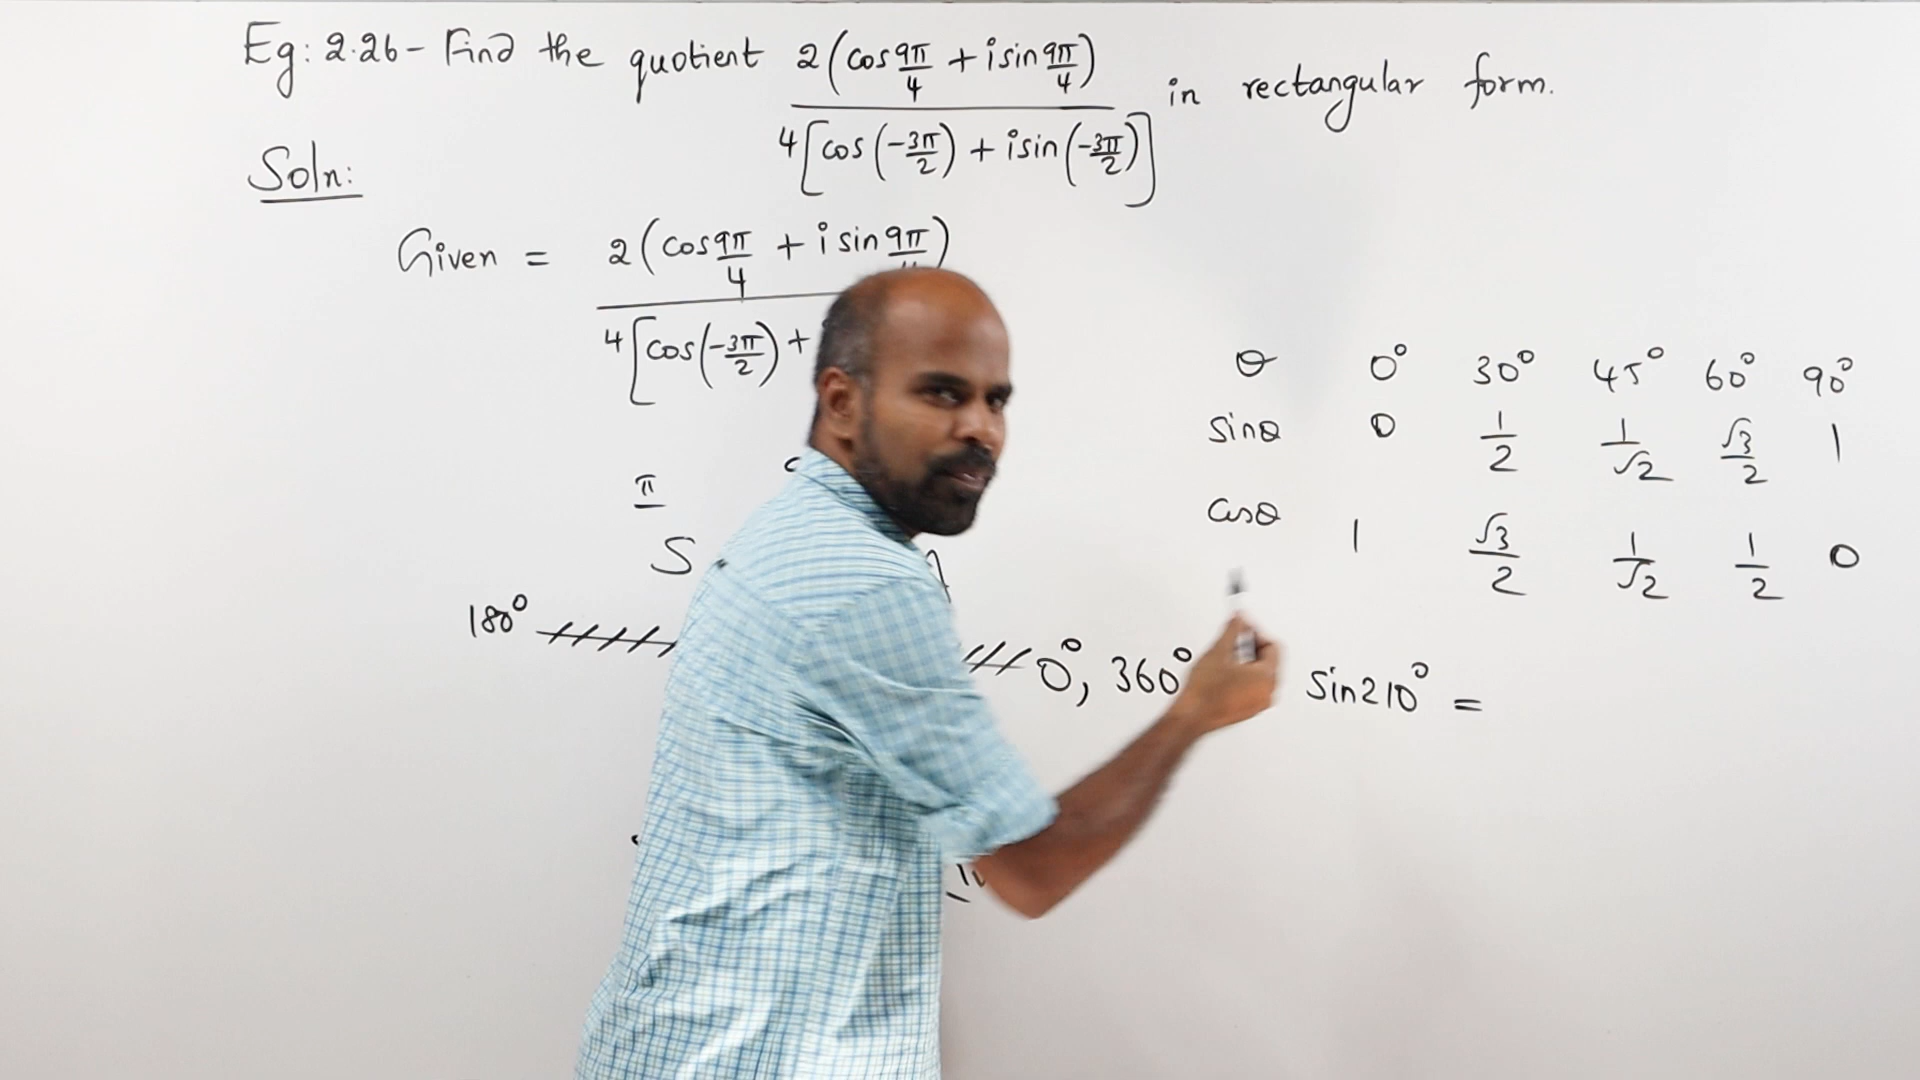 Eg: 2.26 - Find the quotient 2(cos 9π/4 + i sin 9π/4) / 4[cos(-3π/2) + i sin(-3π/2)] in rectangular form.
Soln:
Given = 2(cos 9π/4 + i sin 9π/
4[cos(-3π/2) +
θ 0° 30° 45° 60° 90°
sinθ 0 1/2 1/√2 √3/2 1
cosθ 1 √3/2 1/√2 1/2 0
II
S A
180° 0°, 360°
sin210° =